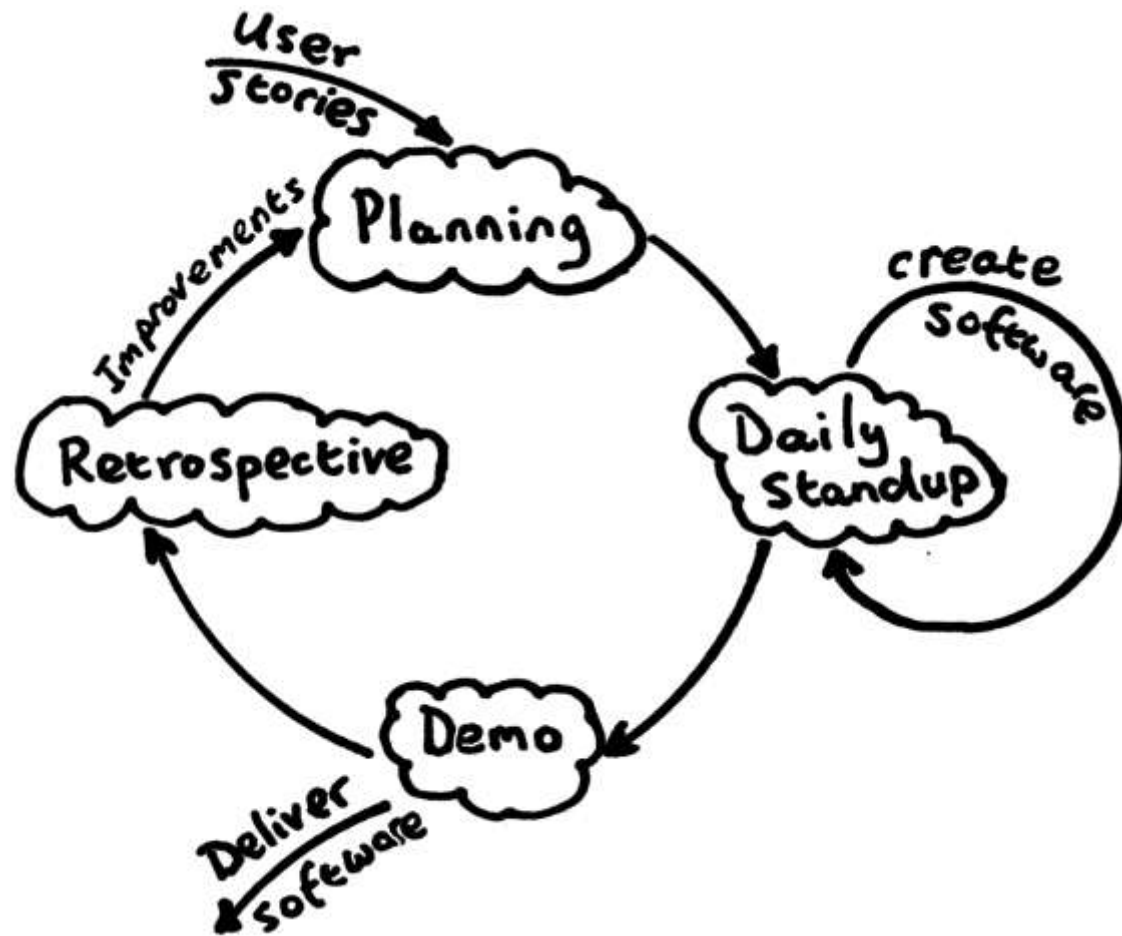 User
Stories
Planning
Improvements
create
software
Daily
Standup
Retrospective
Demo
Deliver
software